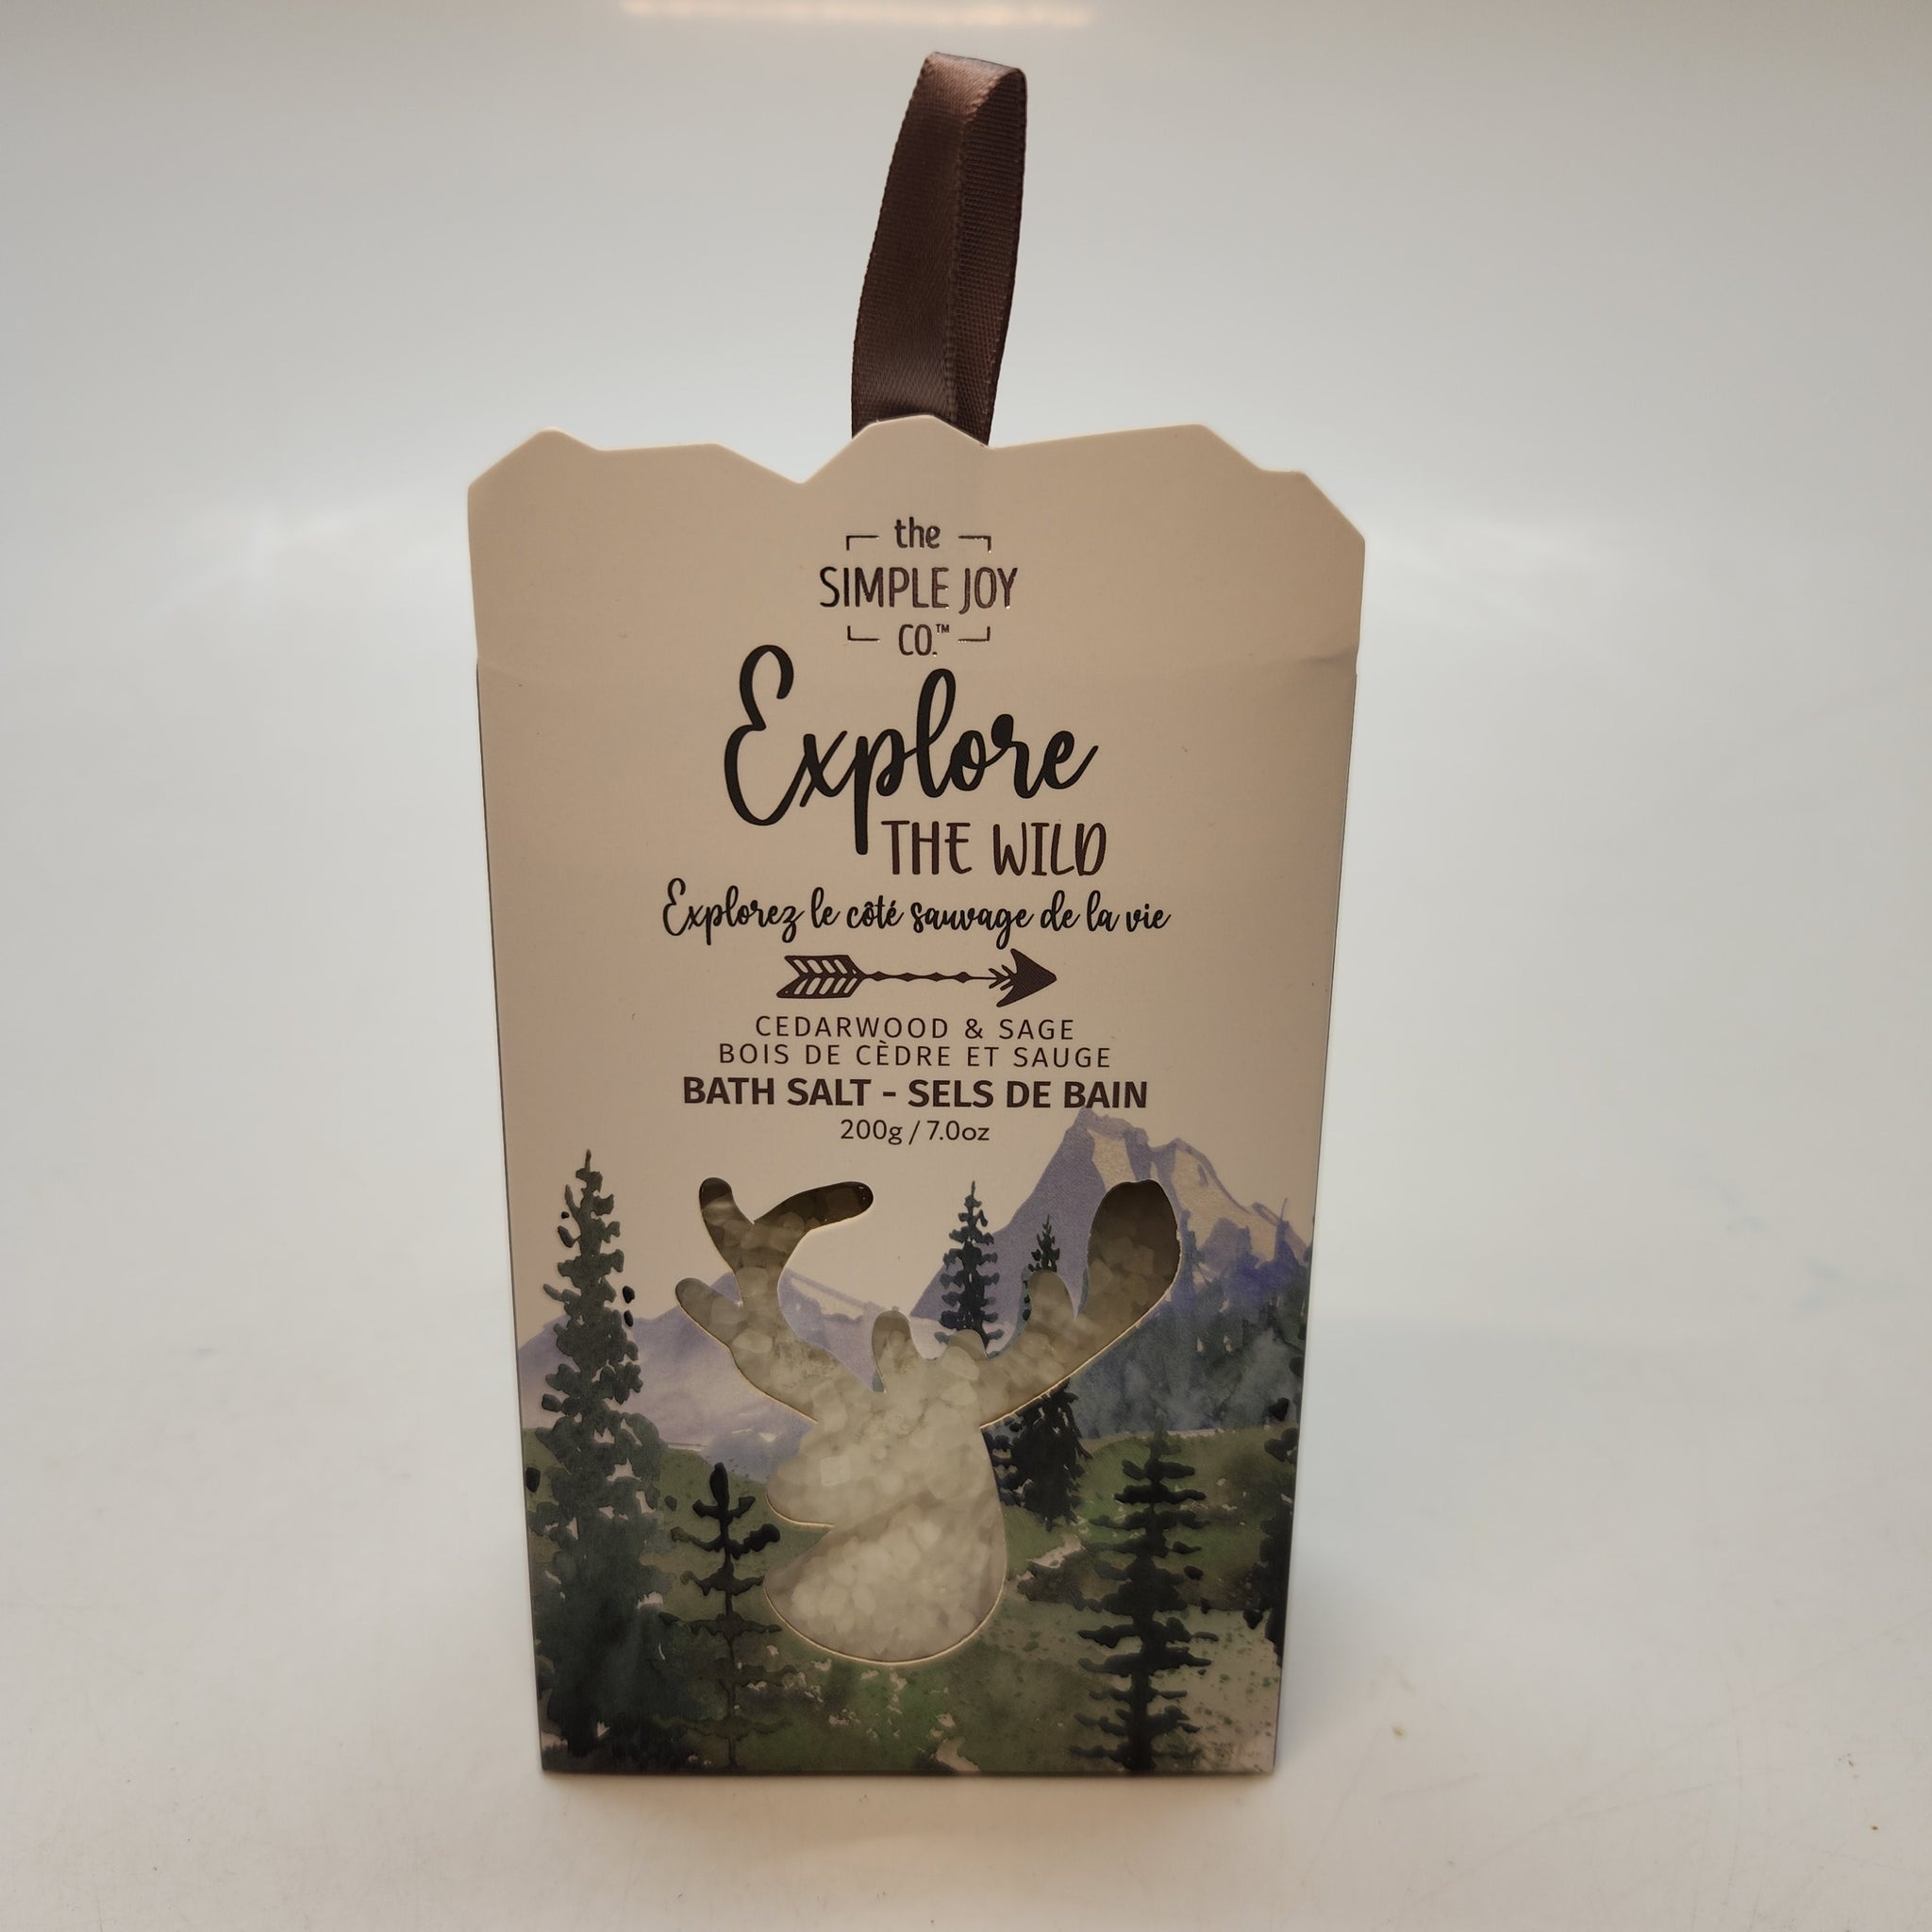 the
SIMPLE JOY
CO.™
Explore
THE WILD
Explorez le côté sauvage de la vie
CEDARWOOD & SAGE
BOIS DE CÈDRE ET SAUGE
BATH SALT - SELS DE BAIN
200g / 7.0oz